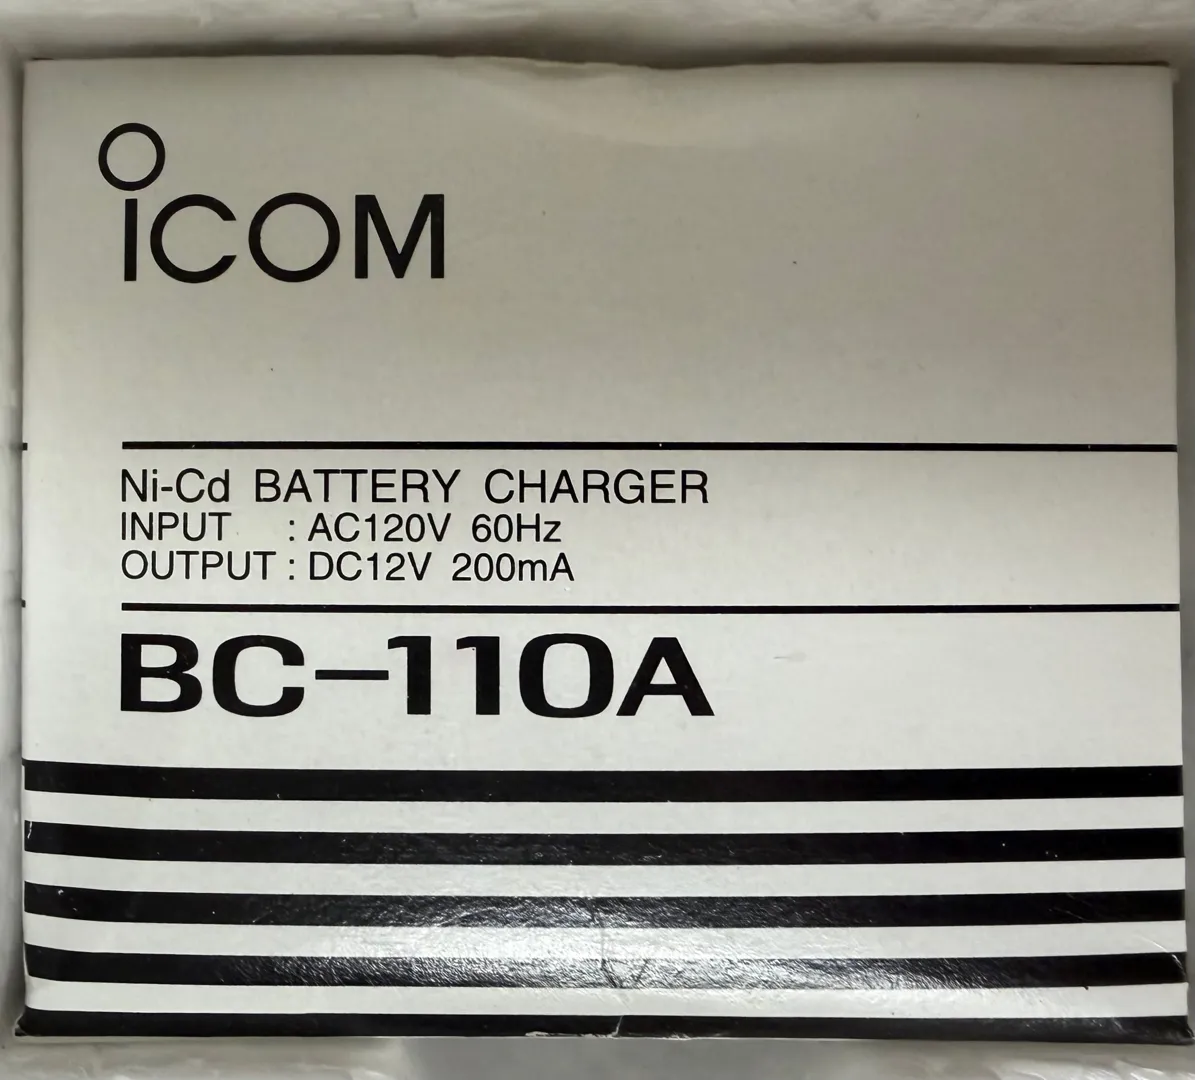 ICOM
Ni-Cd BATTERY CHARGER
INPUT : AC120V 60Hz
OUTPUT : DC12V 200mA
BC-110A